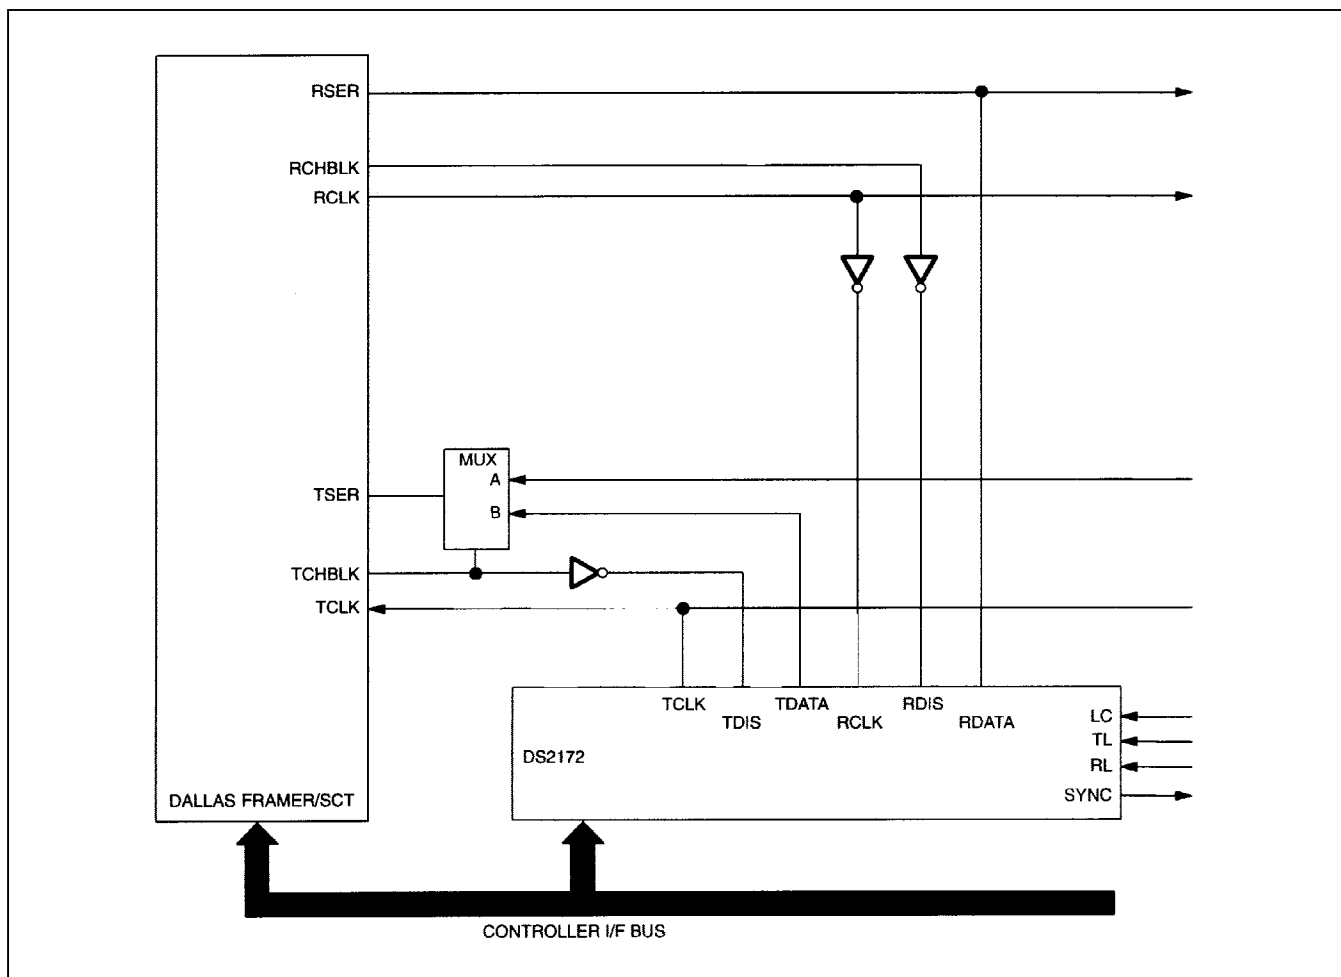 RSER
RCHBLK
RCLK
MUX
A
TSER
B
TCHBLK
TCLK
TCLK
TDIS
TDATA
RCLK
RDIS
RDATA
LC
TL
RL
SYNC
DS2172
DALLAS FRAMER/SCT
CONTROLLER I/F BUS